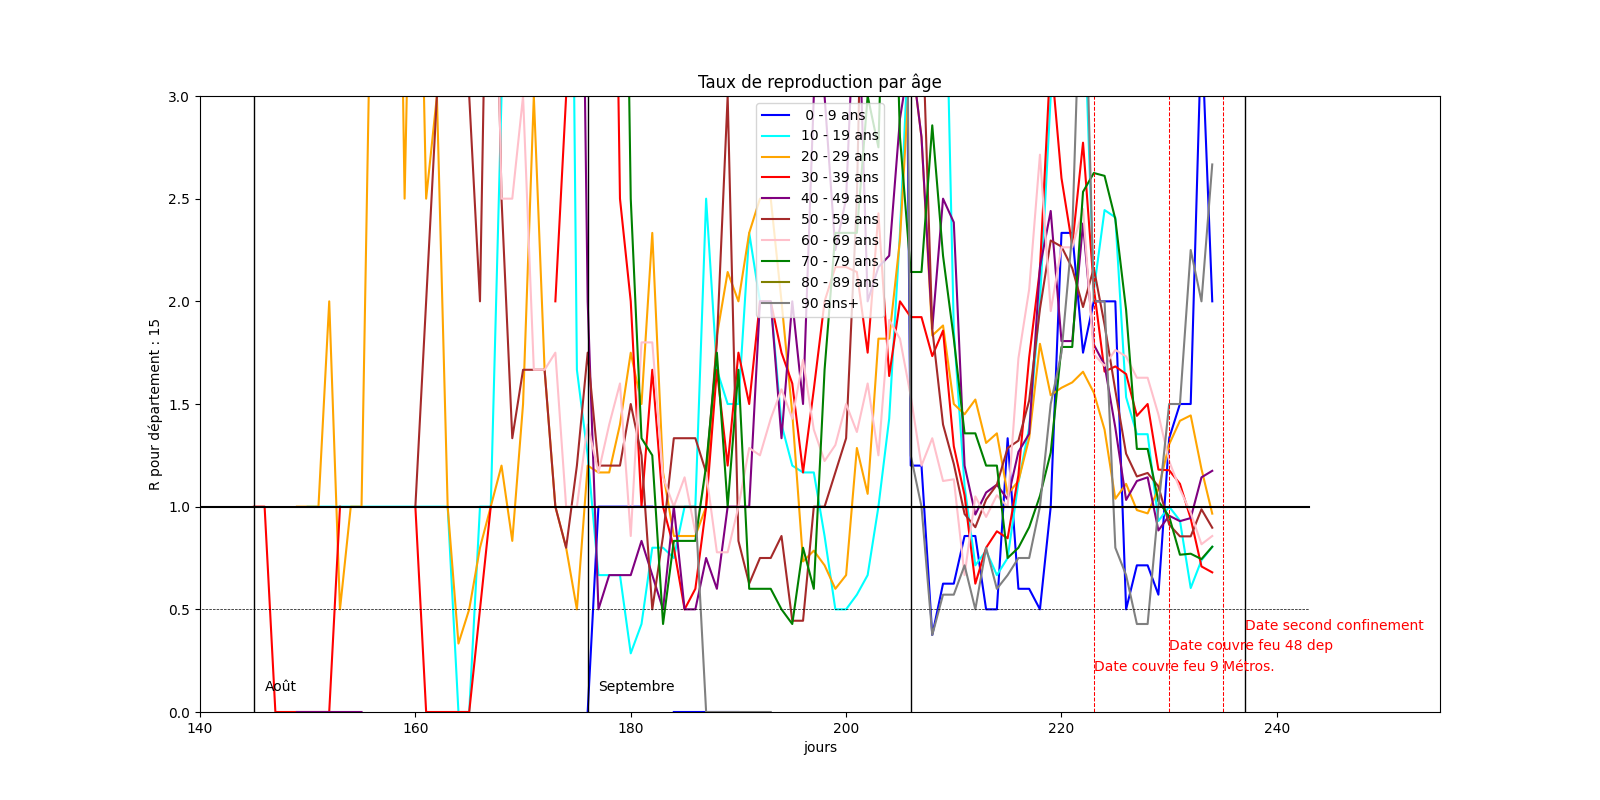 Taux de reproduction par âge
3.0
2.5
2.0
1.5
1.0
0.5
0.0
R pour département : 15
0 - 9 ans
10 - 19 ans
20 - 29 ans
30 - 39 ans
40 - 49 ans
50 - 59 ans
60 - 69 ans
70 - 79 ans
80 - 89 ans
90 ans+
Date second confinement
Date couvre feu 48 dep
Date couvre feu 9 Métros.
Août
Septembre
140
160
180
200
220
240
jours